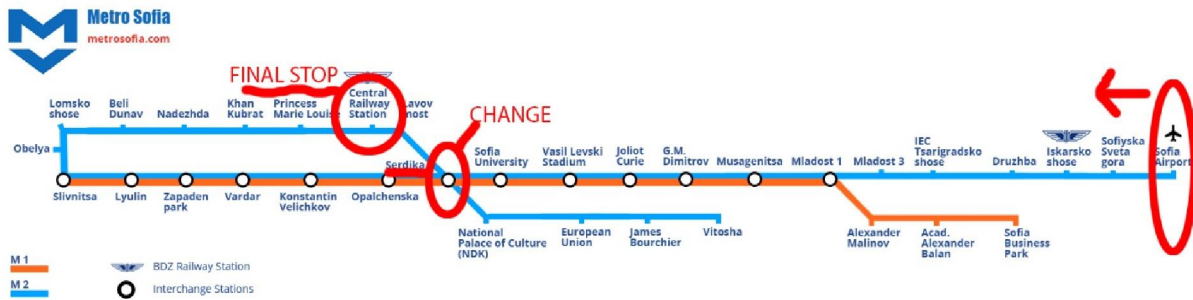 Metro Sofia
metrosofia.com
FINAL STOP
CHANGE
Lomsko
shose
Beli
Dunav
Nadezhda
Khan
Kubrat
Princess
Marie Louise
Central
Railway
Station
Lavov
most
Obelya
Serdika
Sofia
University
Vasil Levski
Stadium
Joliot
Curie
G.M.
Dimitrov
Musagenitsa
Mladost 1
Mladost 3
IEC
Tsarigradsko
shose
Druzhba
Iskarsko
shose
Sofiyska
Sveta
gora
Sofia
Airport
Slivnitsa
Lyulin
Zapaden
park
Vardar
Konstantin
Velichkov
Opalchenska
National
Palace of Culture
(NDK)
European
Union
James
Bourchier
Vitosha
Alexander
Malinov
Acad.
Alexander
Balan
Sofia
Business
Park
M 1
M 2
BDZ Railway Station
Interchange Stations